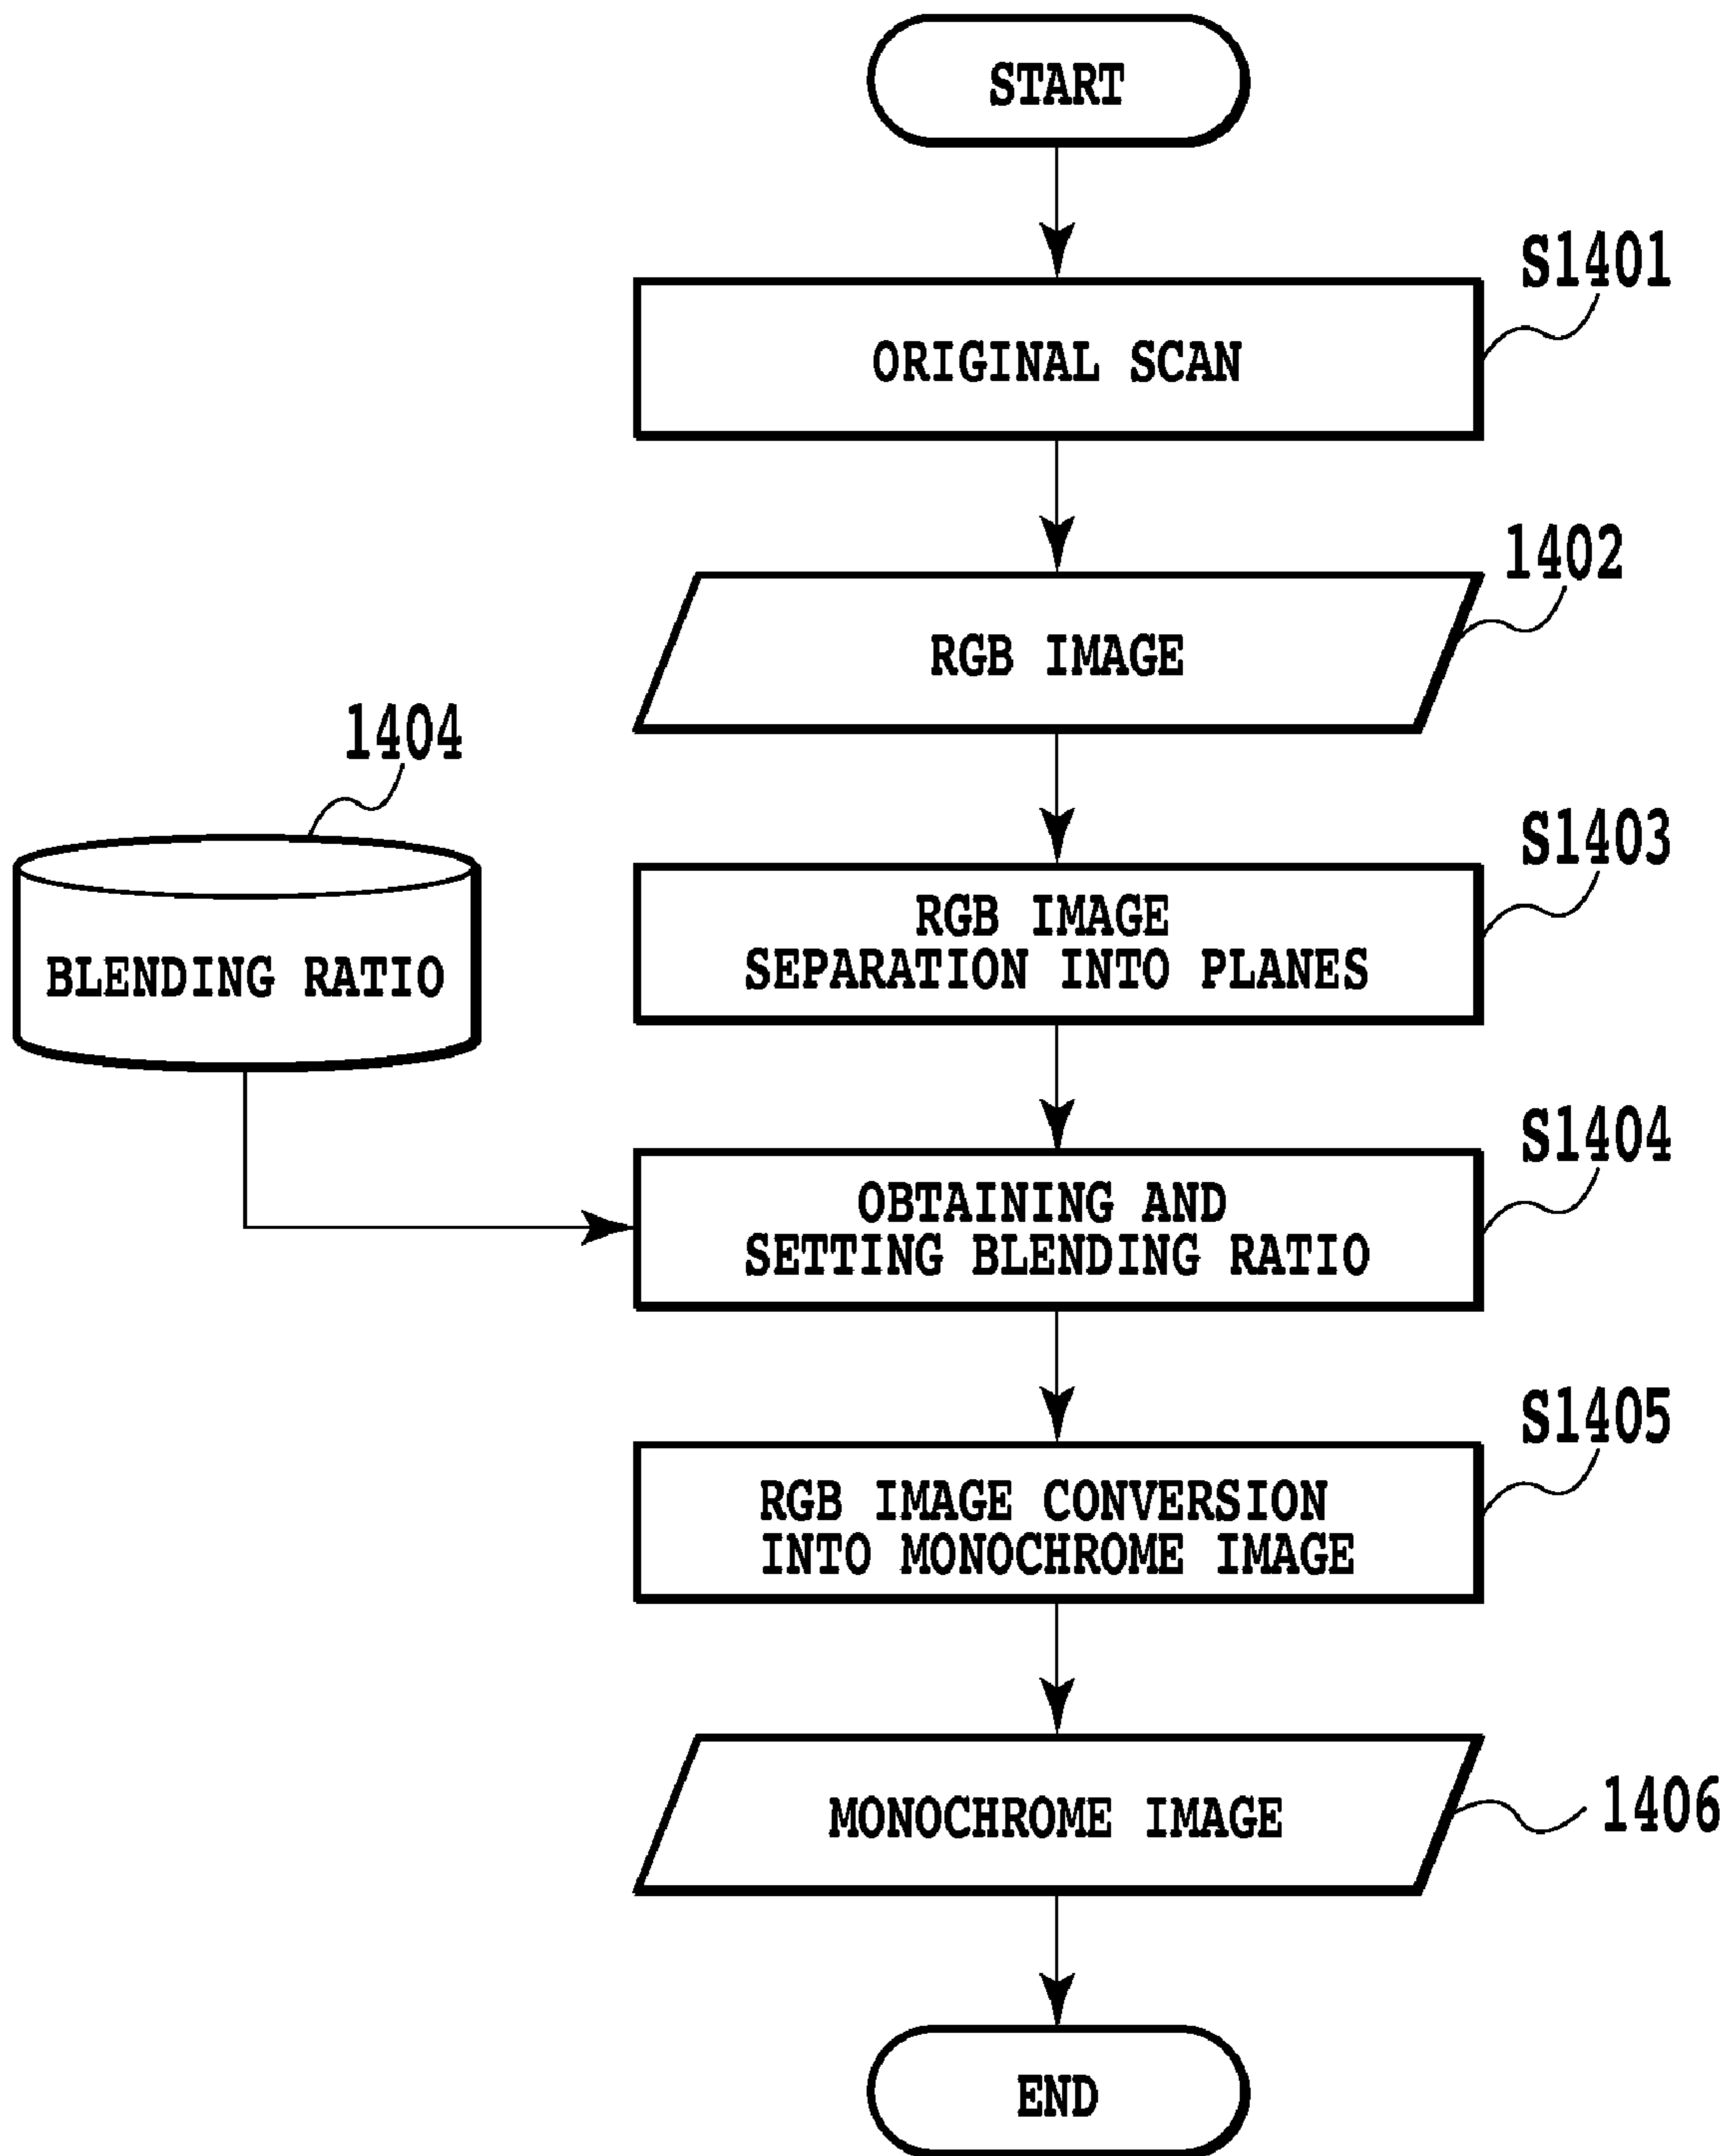 START
S1401
ORIGINAL SCAN
1402
RGB IMAGE
1404
BLENDING RATIO
S1403
RGB IMAGE
SEPARATION INTO PLANES
S1404
OBTAINING AND
SETTING BLENDING RATIO
S1405
RGB IMAGE CONVERSION
INTO MONOCHROME IMAGE
MONOCHROME IMAGE
1406
END